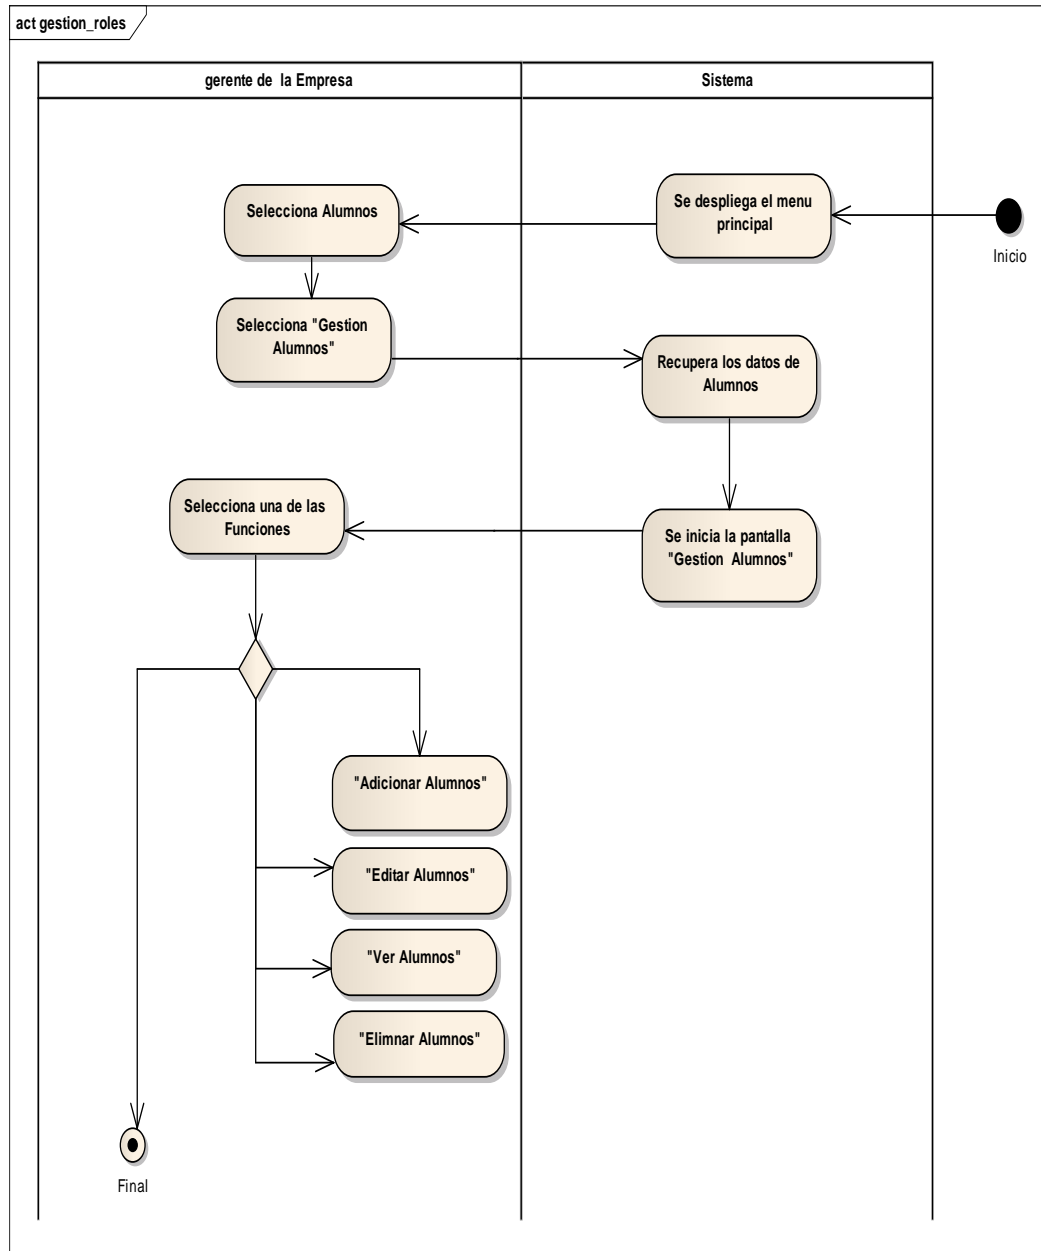 act gestion_roles
gerente de la Empresa
Sistema
Selecciona Alumnos
Se despliega el menu
principal
Inicio
Selecciona "Gestion
Alumnos"
Recupera los datos de
Alumnos
Selecciona una de las
Funciones
Se inicia la pantalla
"Gestion Alumnos"
"Adicionar Alumnos"
"Editar Alumnos"
"Ver Alumnos"
"Elimnar Alumnos"
Final